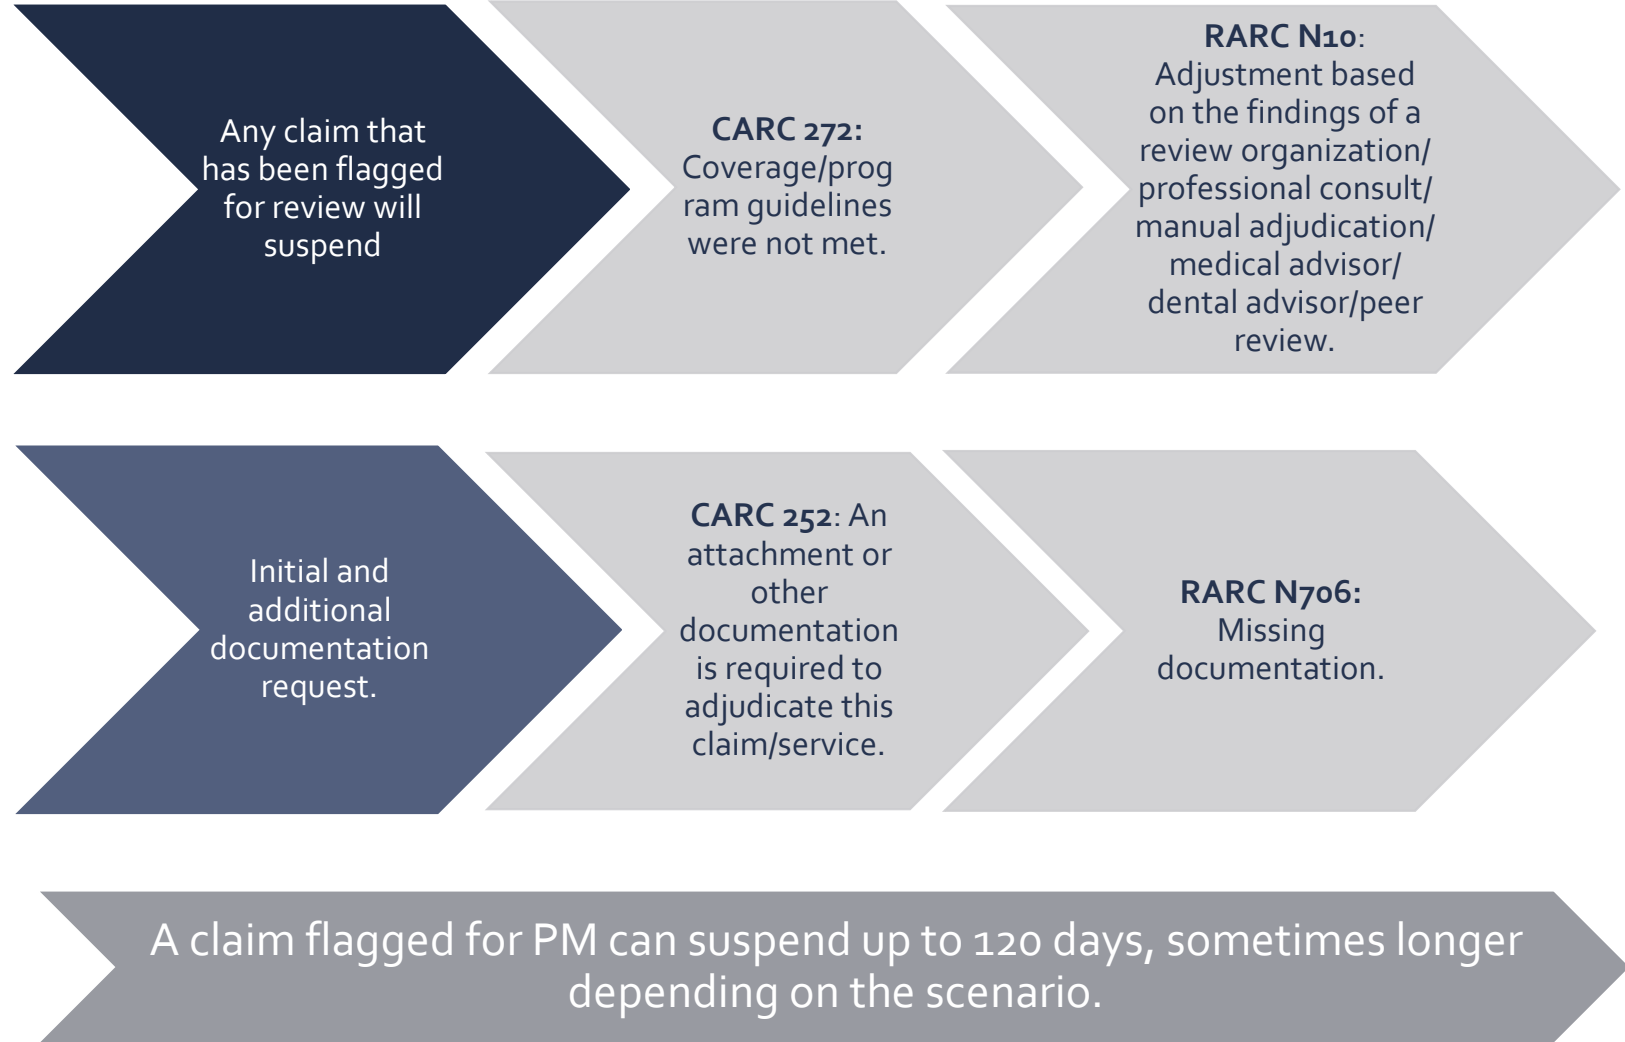 Any claim that
has been flagged
for review will
suspend
CARC 272:
Coverage/prog
ram guidelines
were not met.
RARC N10:
Adjustment based
on the findings of a
review organization/
professional consult/
manual adjudication/
medical advisor/
dental advisor/peer
review.
Initial and
additional
documentation
request.
CARC 252: An
attachment or
other
documentation
is required to
adjudicate this
claim/service.
RARC N706:
Missing
documentation.
A claim flagged for PM can suspend up to 120 days, sometimes longer
depending on the scenario.